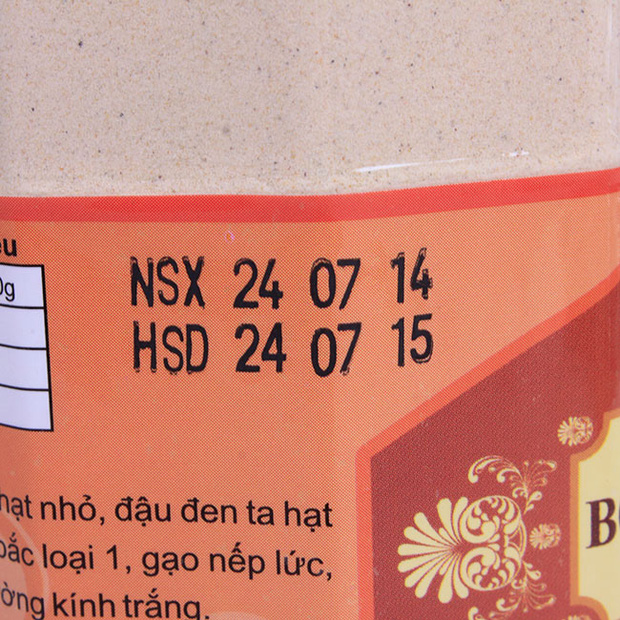 NSX 24 07 14
HSD 24 07 15
hạt nhỏ, đậu đen ta hạt
loại 1, gạo nếp lức,
kính trắng.